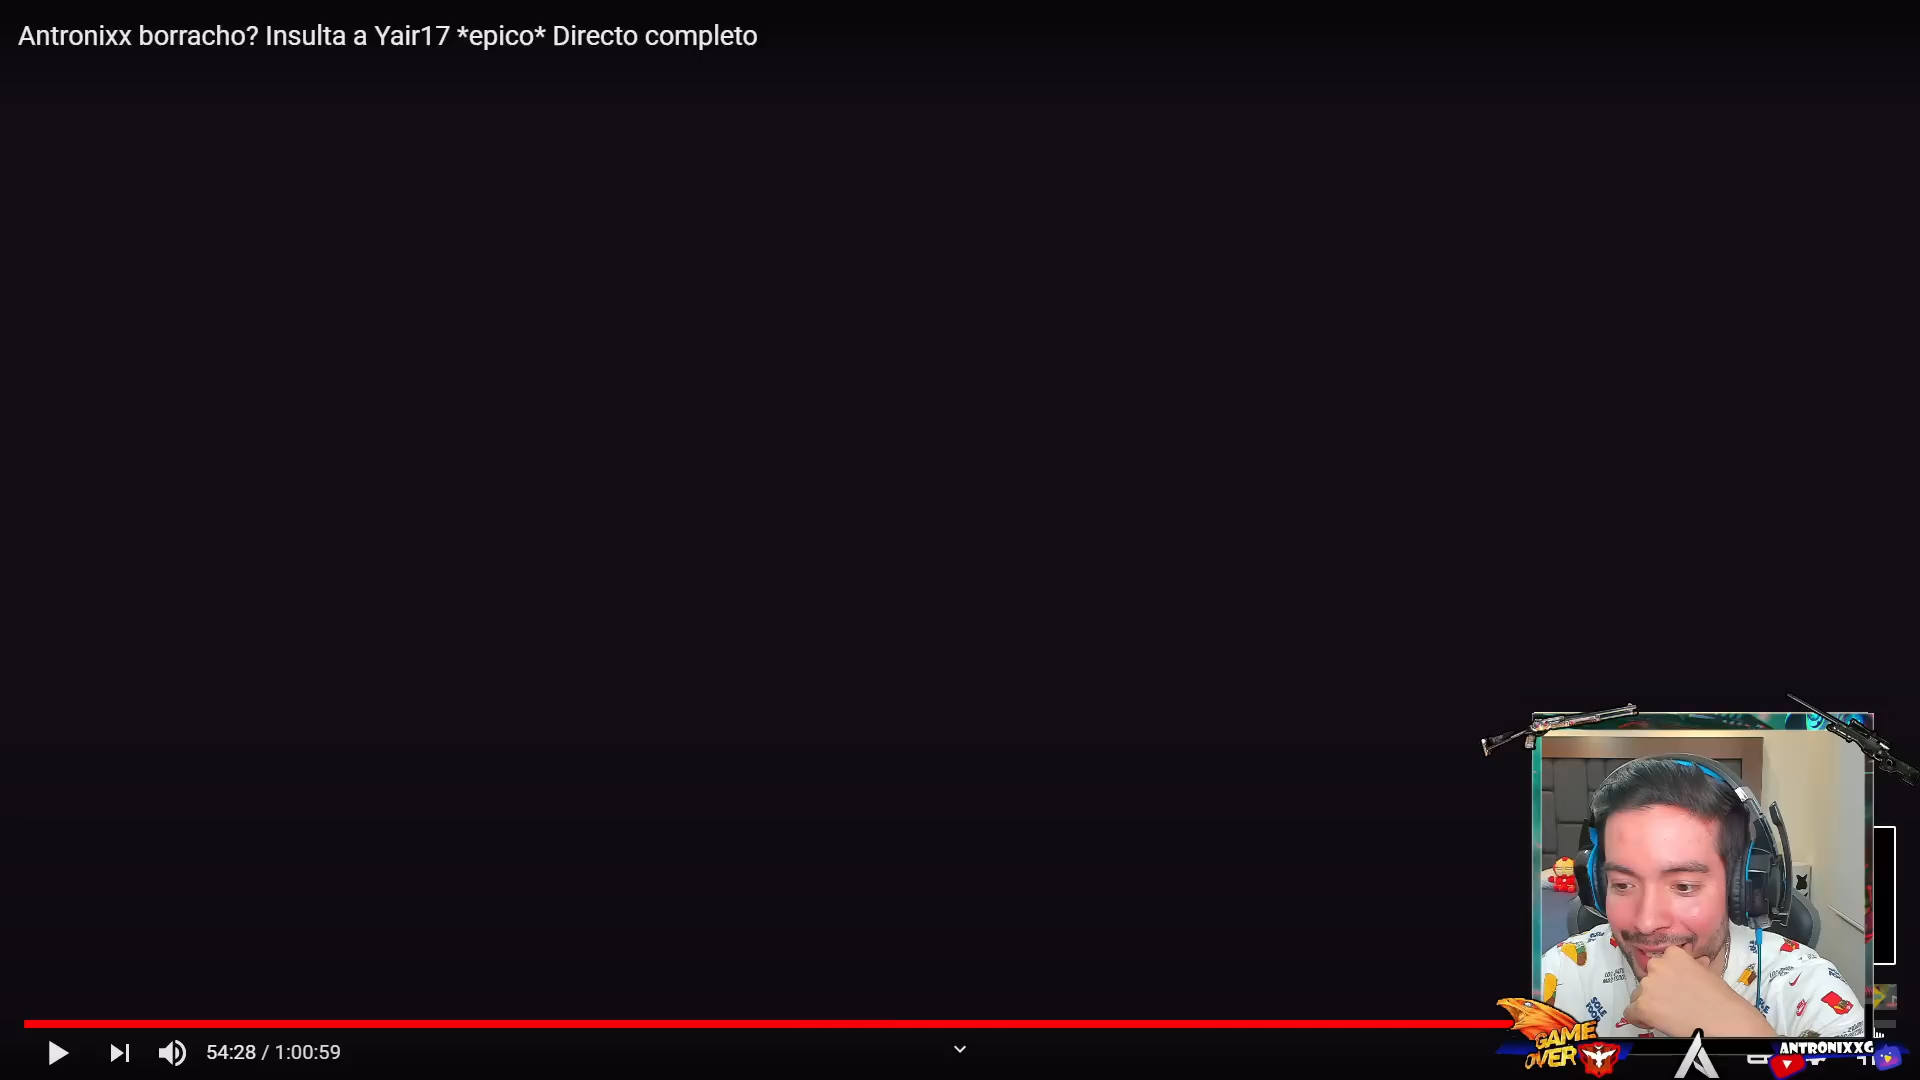 Antronixx borracho? Insulta a Yair17 *epico* Directo completo
54:28 / 1:00:59
GAME
OVER
ANTRONIXXG